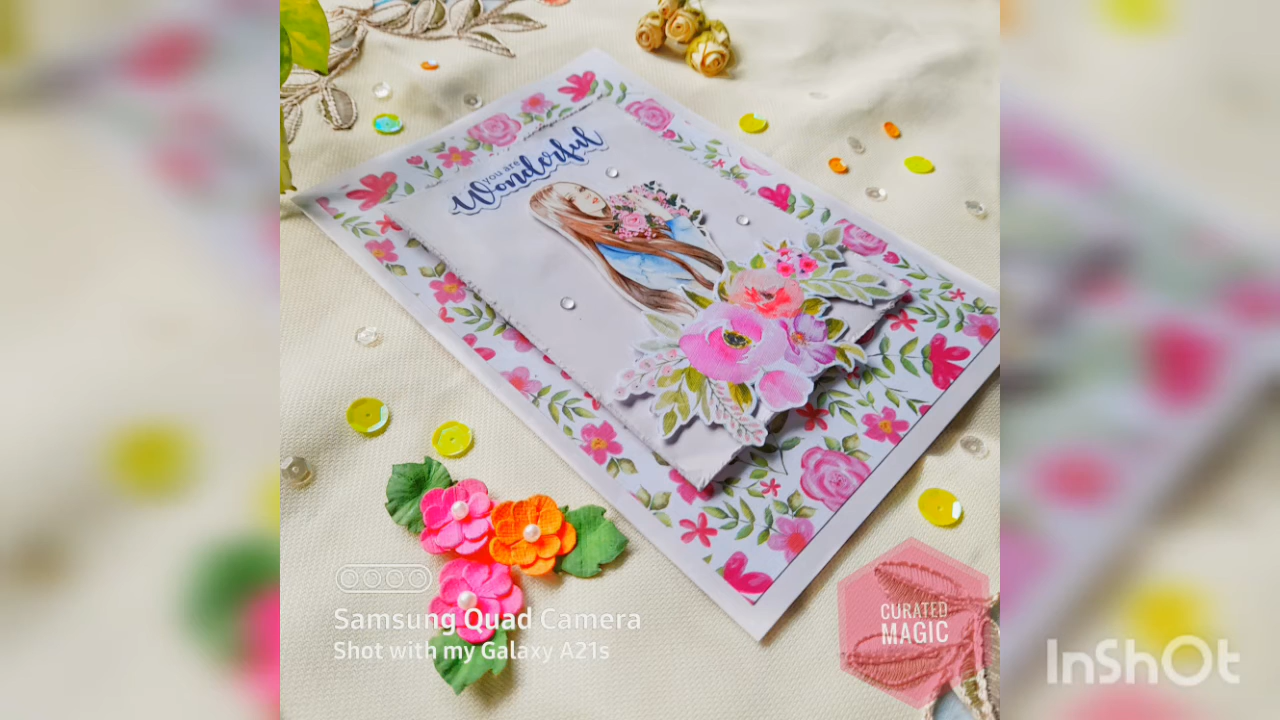 you are
Wonderful
Samsung Quad Camera
Shot with my Galaxy A21s
CURATED
MAGIC
InShOt